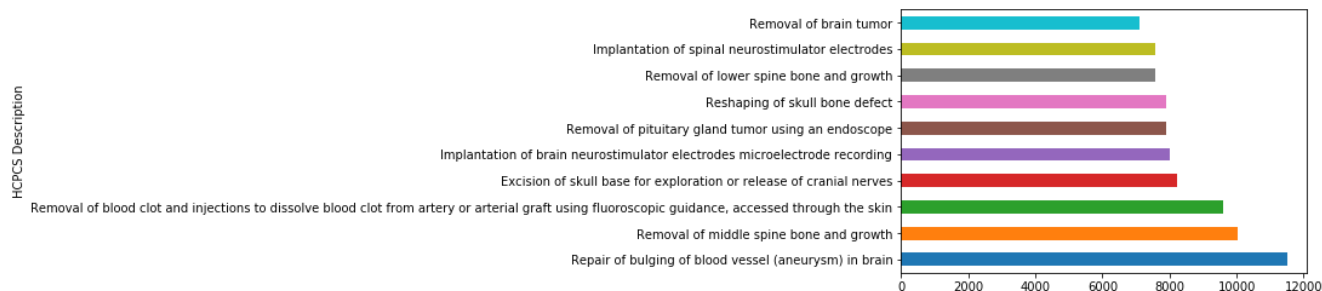 Removal of brain tumor
Implantation of spinal neurostimulator electrodes
Removal of lower spine bone and growth
Reshaping of skull bone defect
Removal of pituitary gland tumor using an endoscope
Implantation of brain neurostimulator electrodes microelectrode recording
Excision of skull base for exploration or release of cranial nerves
Removal of blood clot and injections to dissolve blood clot from artery or arterial graft using fluoroscopic guidance, accessed through the skin
Removal of middle spine bone and growth
Repair of bulging of blood vessel (aneurysm) in brain
HCPCS Description
0 2000 4000 6000 8000 10000 12000